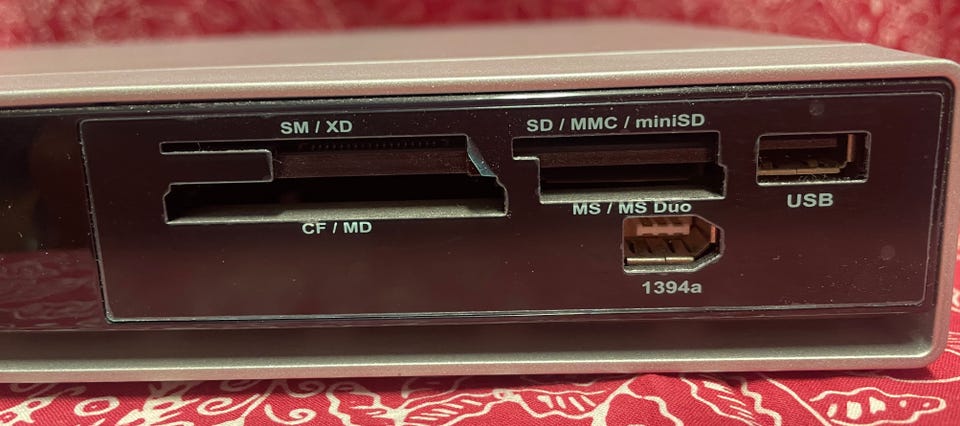 SM / XD
CF / MD
SD / MMC / miniSD
MS / MS Duo
1394a
USB